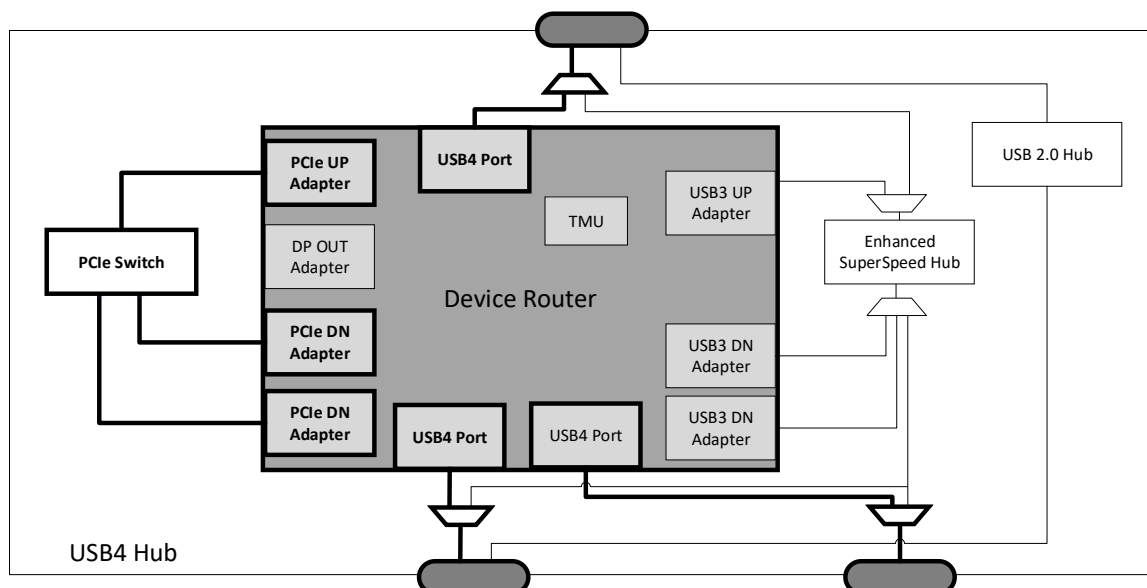 USB4 Port
PCIe UP
Adapter
USB 2.0 Hub
USB3 UP
Adapter
TMU
DP OUT
Adapter
Enhanced
SuperSpeed Hub
PCIe Switch
Device Router
PCIe DN
Adapter
USB3 DN
Adapter
PCIe DN
Adapter
USB4 Port
USB4 Port
USB3 DN
Adapter
USB4 Hub